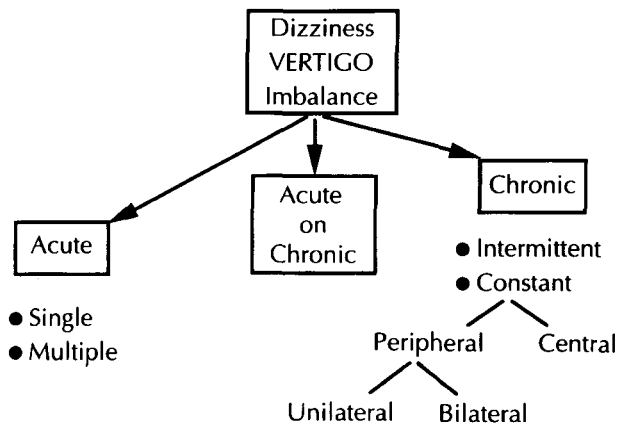 Dizziness
VERTIGO
Imbalance
Acute
Acute
on
Chronic
Chronic
● Single
● Multiple
● Intermittent
● Constant
Peripheral
Central
Unilateral
Bilateral